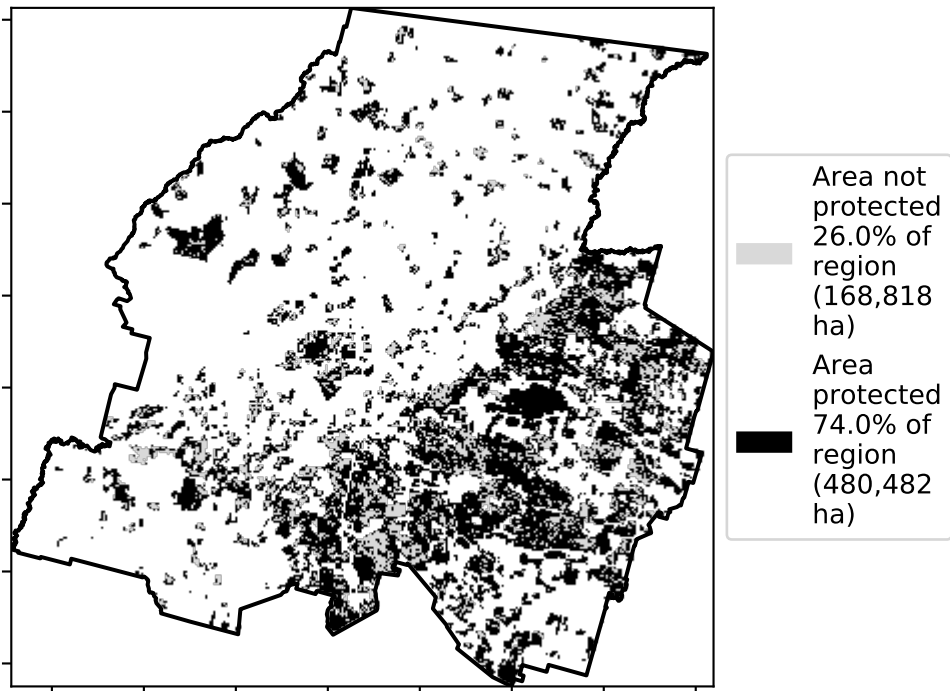 Area not
protected
26.0% of
region
(168,818
ha)
Area
protected
74.0% of
region
(480,482
ha)